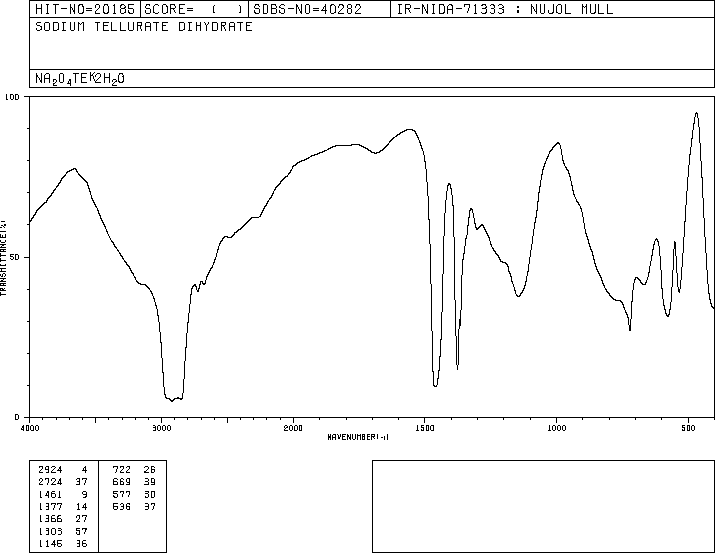 HIT-NO=20185 SCORE= ( ) SDBS-NO=40282 IR-NIDA-71333 : NUJOL MULL
SODIUM TELLURATE DIHYDRATE
NA2O4TEK2H2O
100
50
0
TRANSMITTANCE(%)
4000 3000 2000 1500 1000 500
WAVENUMBER(-1)
2924 4 722 26
2724 37 669 39
1461 9 577 30
1377 14 536 37
1366 27
1303 57
1145 36